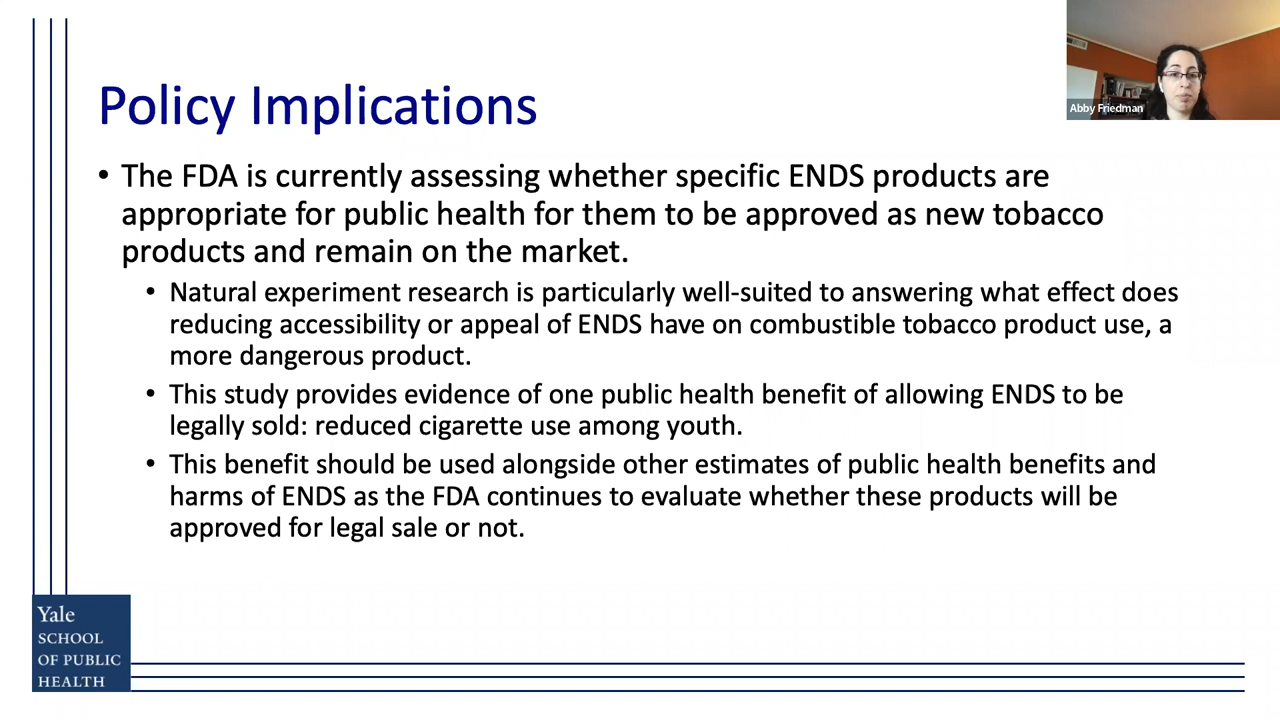 Policy Implications
• The FDA is currently assessing whether specific ENDS products are
appropriate for public health for them to be approved as new tobacco
products and remain on the market.
• Natural experiment research is particularly well-suited to answering what effect does
reducing accessibility or appeal of ENDS have on combustible tobacco product use, a
more dangerous product.
• This study provides evidence of one public health benefit of allowing ENDS to be
legally sold: reduced cigarette use among youth.
• This benefit should be used alongside other estimates of public health benefits and
harms of ENDS as the FDA continues to evaluate whether these products will be
approved for legal sale or not.
Abby Friedman
Yale
SCHOOL
OF PUBLIC
HEALTH